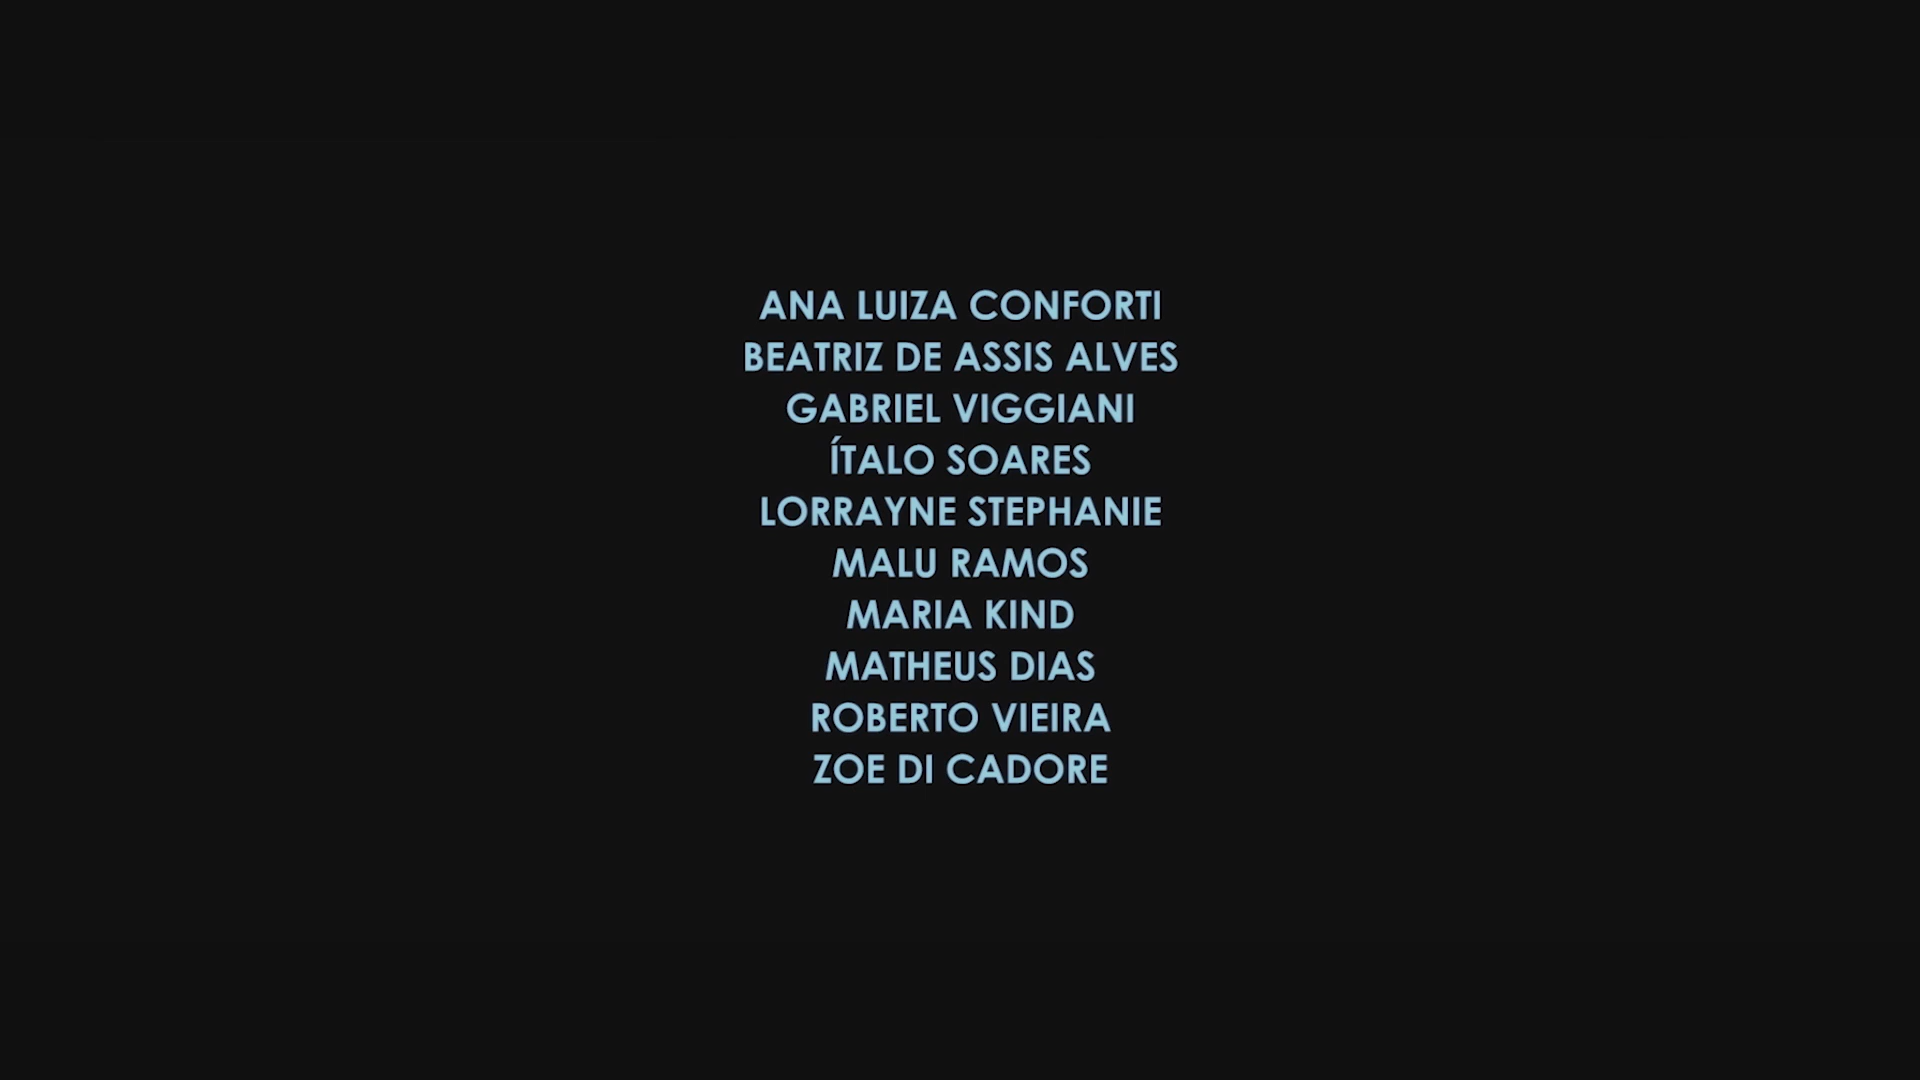 ANA LUIZA CONFORTI
BEATRIZ DE ASSIS ALVES
GABRIEL VIGGIANI
ÍTALO SOARES
LORRAYNE STEPHANIE
MALU RAMOS
MARIA KIND
MATHEUS DIAS
ROBERTO VIEIRA
ZOE DI CADORE